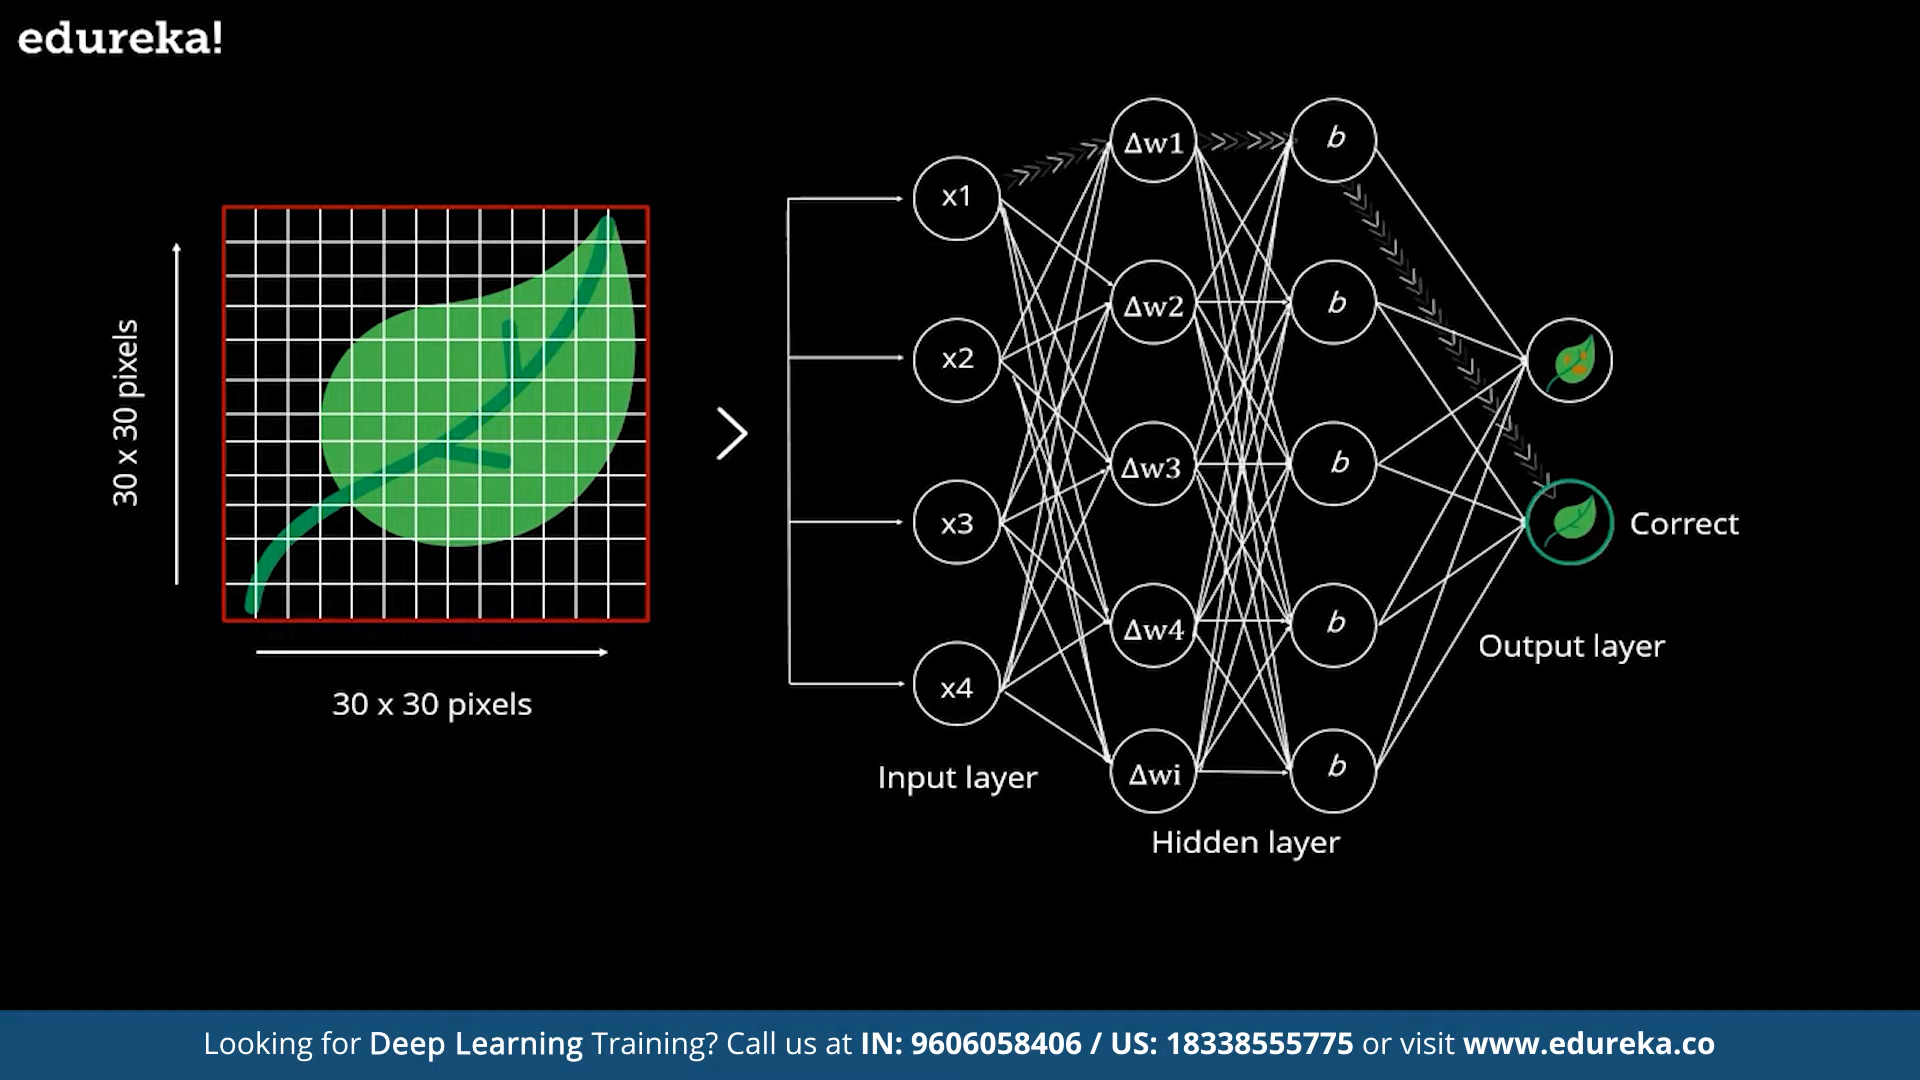 edureka!
30 x 30 pixels
30 x 30 pixels
x1
x2
x3
x4
Input layer
Δw1
Δw2
Δw3
Δw4
Δwi
b
b
b
b
b
Hidden layer
Correct
Output layer
Looking for Deep Learning Training? Call us at IN: 9606058406 / US: 18338555775 or visit www.edureka.co